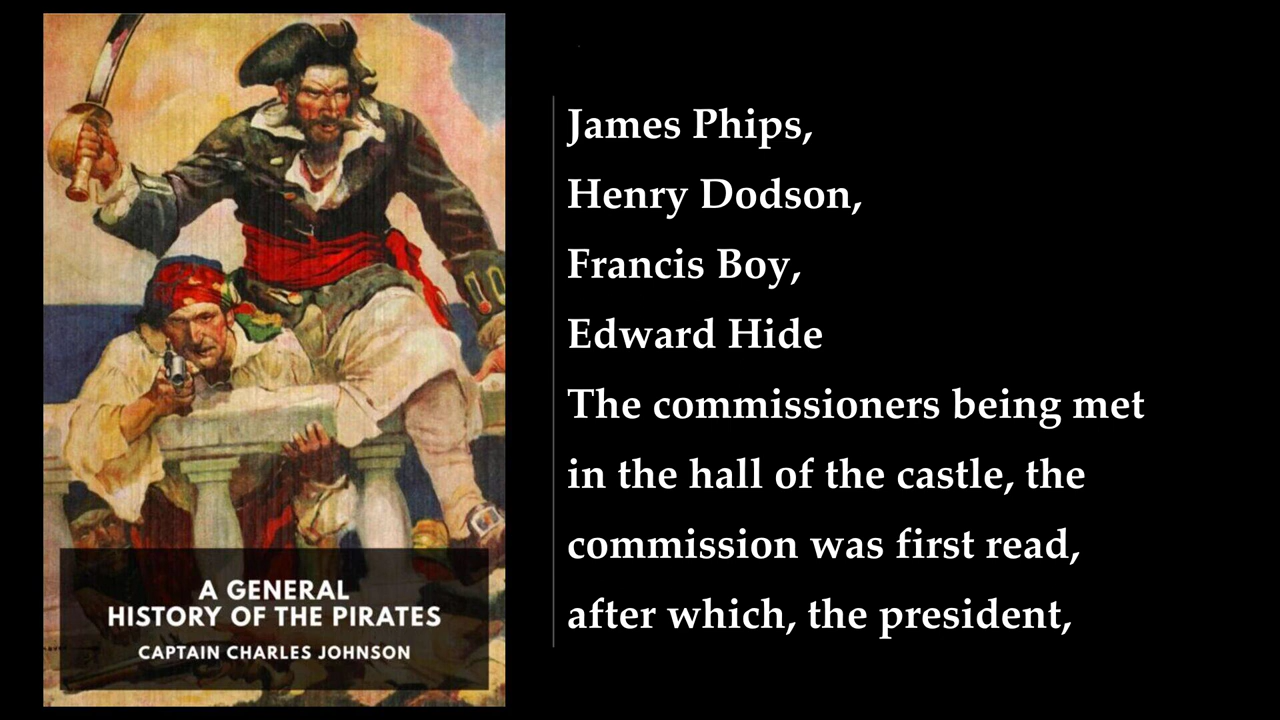 A GENERAL
HISTORY OF THE PIRATES
CAPTAIN CHARLES JOHNSON
James Phips,
Henry Dodson,
Francis Boy,
Edward Hide
The commissioners being met
in the hall of the castle, the
commission was first read,
after which, the president,